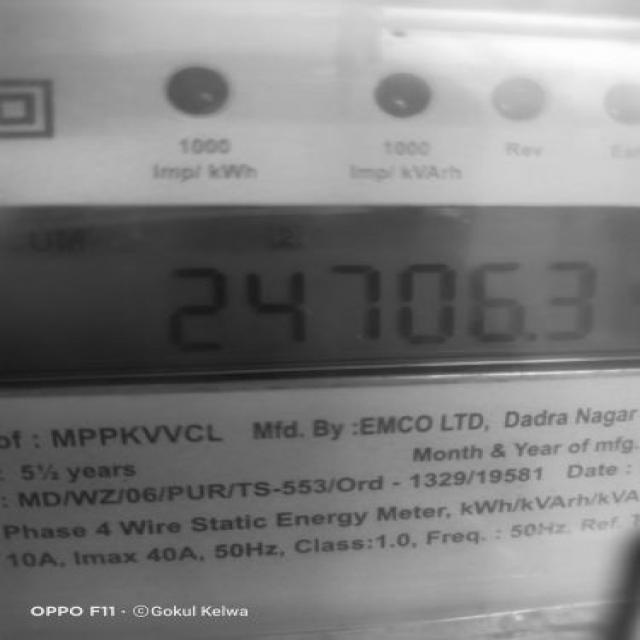 1000 1000 Rev
Imp/ kWh Imp/ kVArh
24706.3
of : MPPKVVCL Mfd. By :EMCO LTD, Dadra Nagar
: 5½ years Month & Year of mfg.
: MD/WZ/06/PUR/TS-553/Ord - 1329/19581 Date :
Phase 4 Wire Static Energy Meter, kWh/kVArh/kVA
10A, Imax 40A, 50Hz, Class:1.0, Freq. : 50Hz. Ref.
OPPO F11 · ©Gokul Kelwa